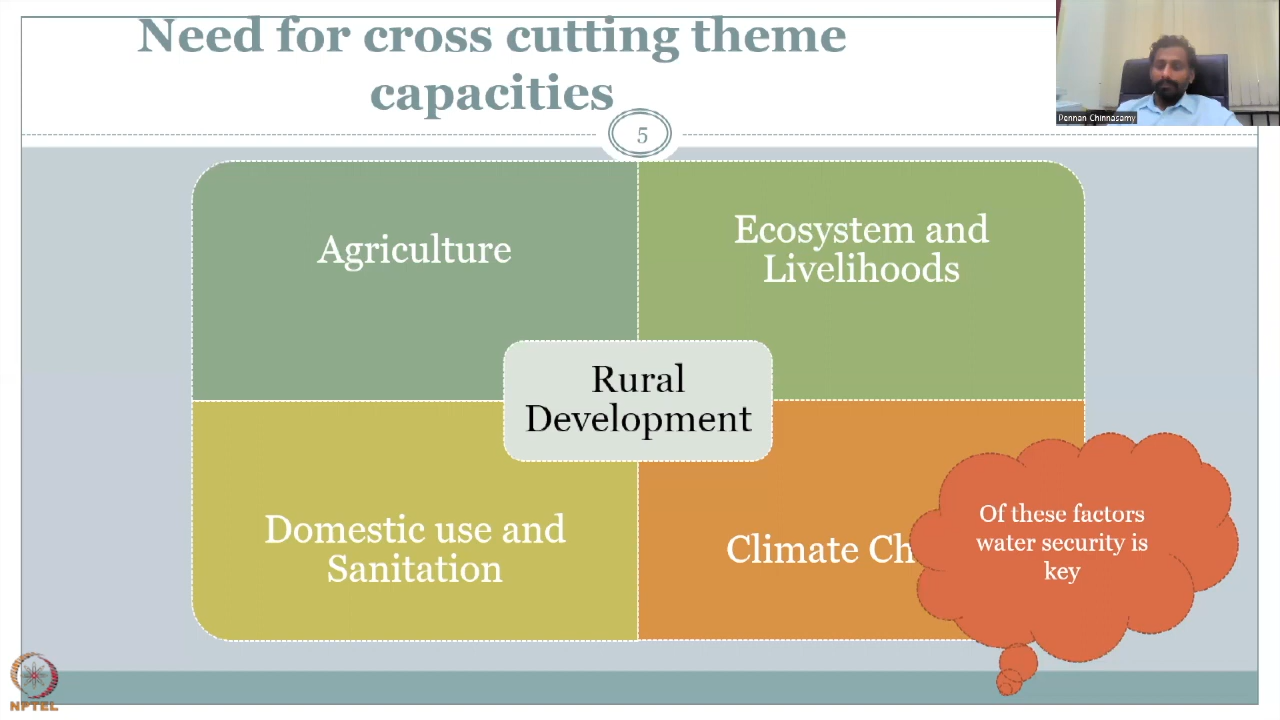 Need for cross cutting theme
capacities
Pennan Chinnasamy
5
Agriculture
Ecosystem and
Livelihoods
Rural
Development
Domestic use and
Sanitation
Climate Ch
Of these factors
water security is
key
NPTEL